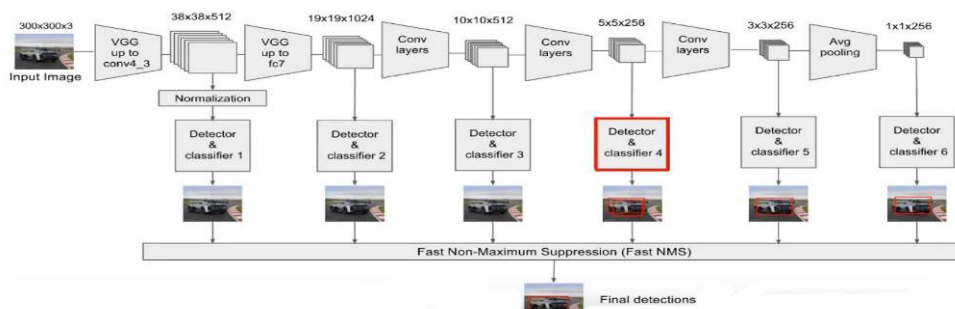 300x300x3
Input Image
VGG
up to
conv4_3
38x38x512
VGG
up to
fc7
19x19x1024
Conv
layers
10x10x512
Conv
layers
5x5x256
Conv
layers
3x3x256
Avg
pooling
1x1x256
Normalization
Detector
&
classifier 1
Detector
&
classifier 2
Detector
&
classifier 3
Detector
&
classifier 4
Detector
&
classifier 5
Detector
&
classifier 6
Fast Non-Maximum Suppression (Fast NMS)
Final detections